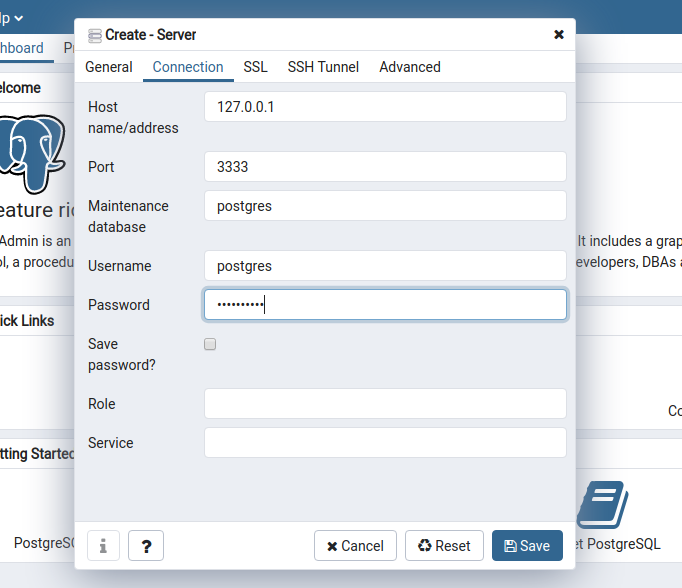 lp
Create - Server
hboard
General Connection SSL SSH Tunnel Advanced
elcome
Host name/address
127.0.0.1
Port
3333
Maintenance database
postgres
eature ric
Admin is an
It includes a grap
ol, a procedu
evelopers, DBAs a
Username
postgres
Password
••••••••••
ick Links
Save password?
Role
Co
Service
tting Started
PostgreSQ
et PostgreSQL
i
?
Cancel
Reset
Save